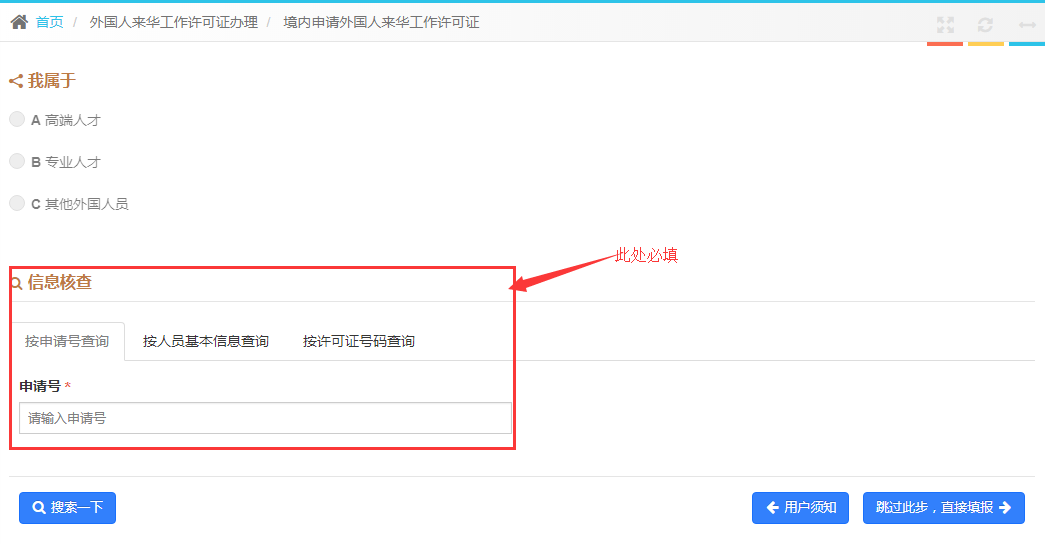 首页 / 外国人来华工作许可证办理 / 境内申请外国人来华工作许可证
我属于
A 高端人才
B 专业人才
C 其他外国人员
此处必填
信息核查
按申请号查询 按人员基本信息查询 按许可证号码查询
申请号 *
请输入申请号
搜索一下 用户须知 跳过此步，直接填报